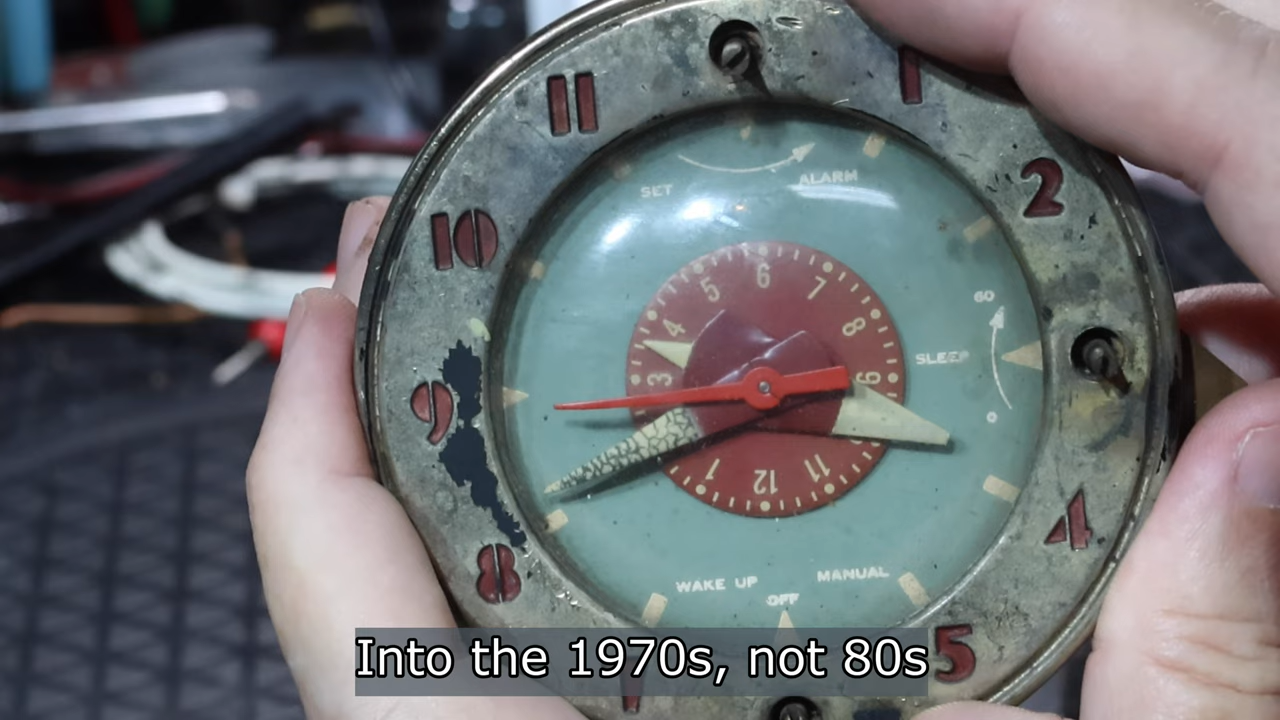 11
1
10
2
SET
ALARM
6
5
7
4
8
60
3
9
SLEEP
0
9
1
12
11
4
8
WAKE UP
MANUAL
OFF
5
Into the 1970s, not 80s